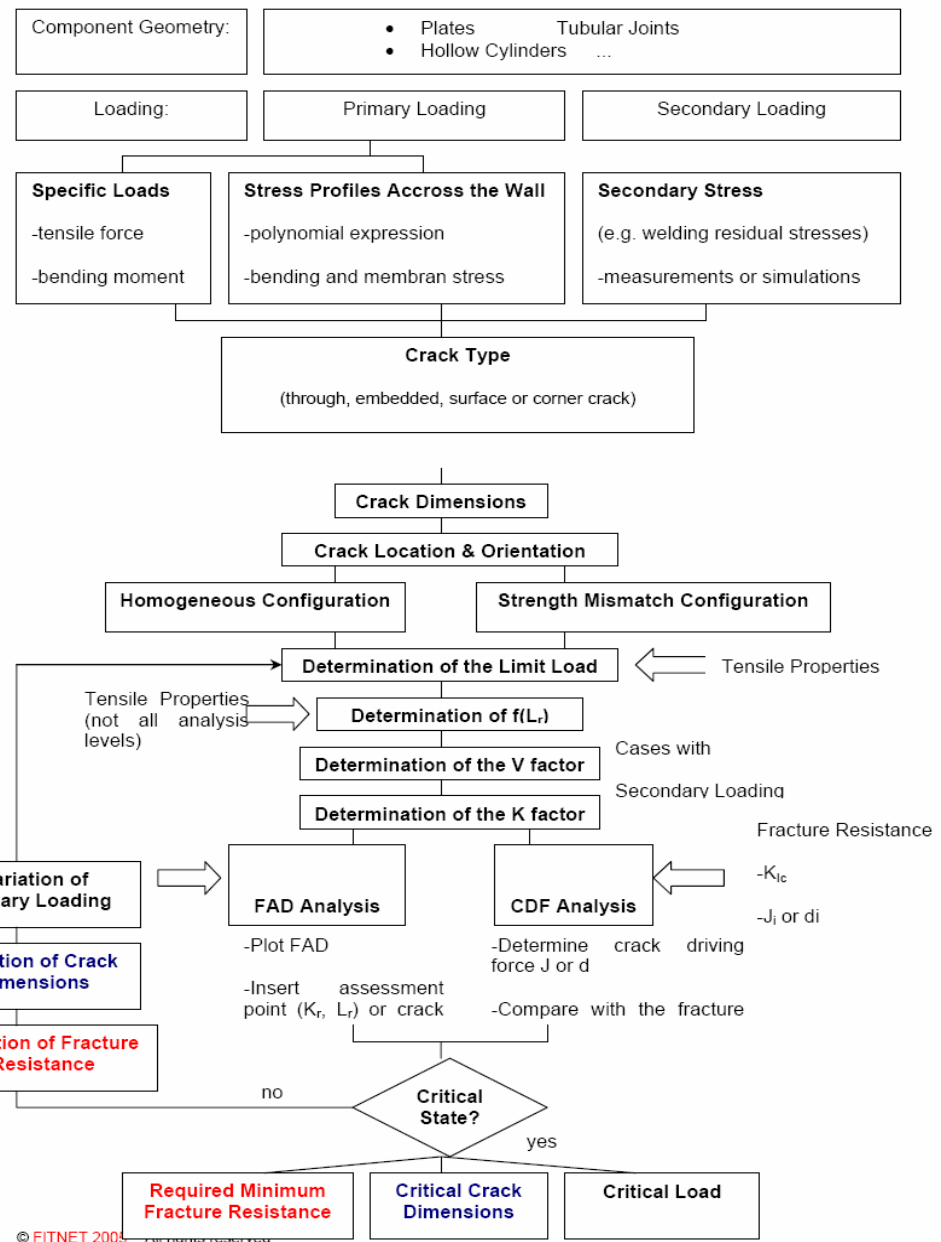 Component Geometry:
• Plates Tubular Joints
• Hollow Cylinders ...
Loading:
Primary Loading
Secondary Loading
Specific Loads
-tensile force
-bending moment
Stress Profiles Accross the Wall
-polynomial expression
-bending and membran stress
Secondary Stress
(e.g. welding residual stresses)
-measurements or simulations
Crack Type
(through, embedded, surface or corner crack)
Crack Dimensions
Crack Location & Orientation
Homogeneous Configuration
Strength Mismatch Configuration
Determination of the Limit Load
Tensile Properties
Tensile Properties
(not all analysis
levels)
Determination of f(Lr)
Determination of the V factor
Cases with
Secondary Loading
Determination of the K factor
Fracture Resistance
-KIc
-Ji or di
ariation of
ary Loading
FAD Analysis
CDF Analysis
-Plot FAD
-Insert assessment
point (Kr, Lr) or crack
-Determine crack driving
force J or d
-Compare with the fracture
tion of Crack
mensions
tion of Fracture
Resistance
no
Critical
State?
yes
Required Minimum
Fracture Resistance
Critical Crack
Dimensions
Critical Load
© FITNET 2005 All rights reserved